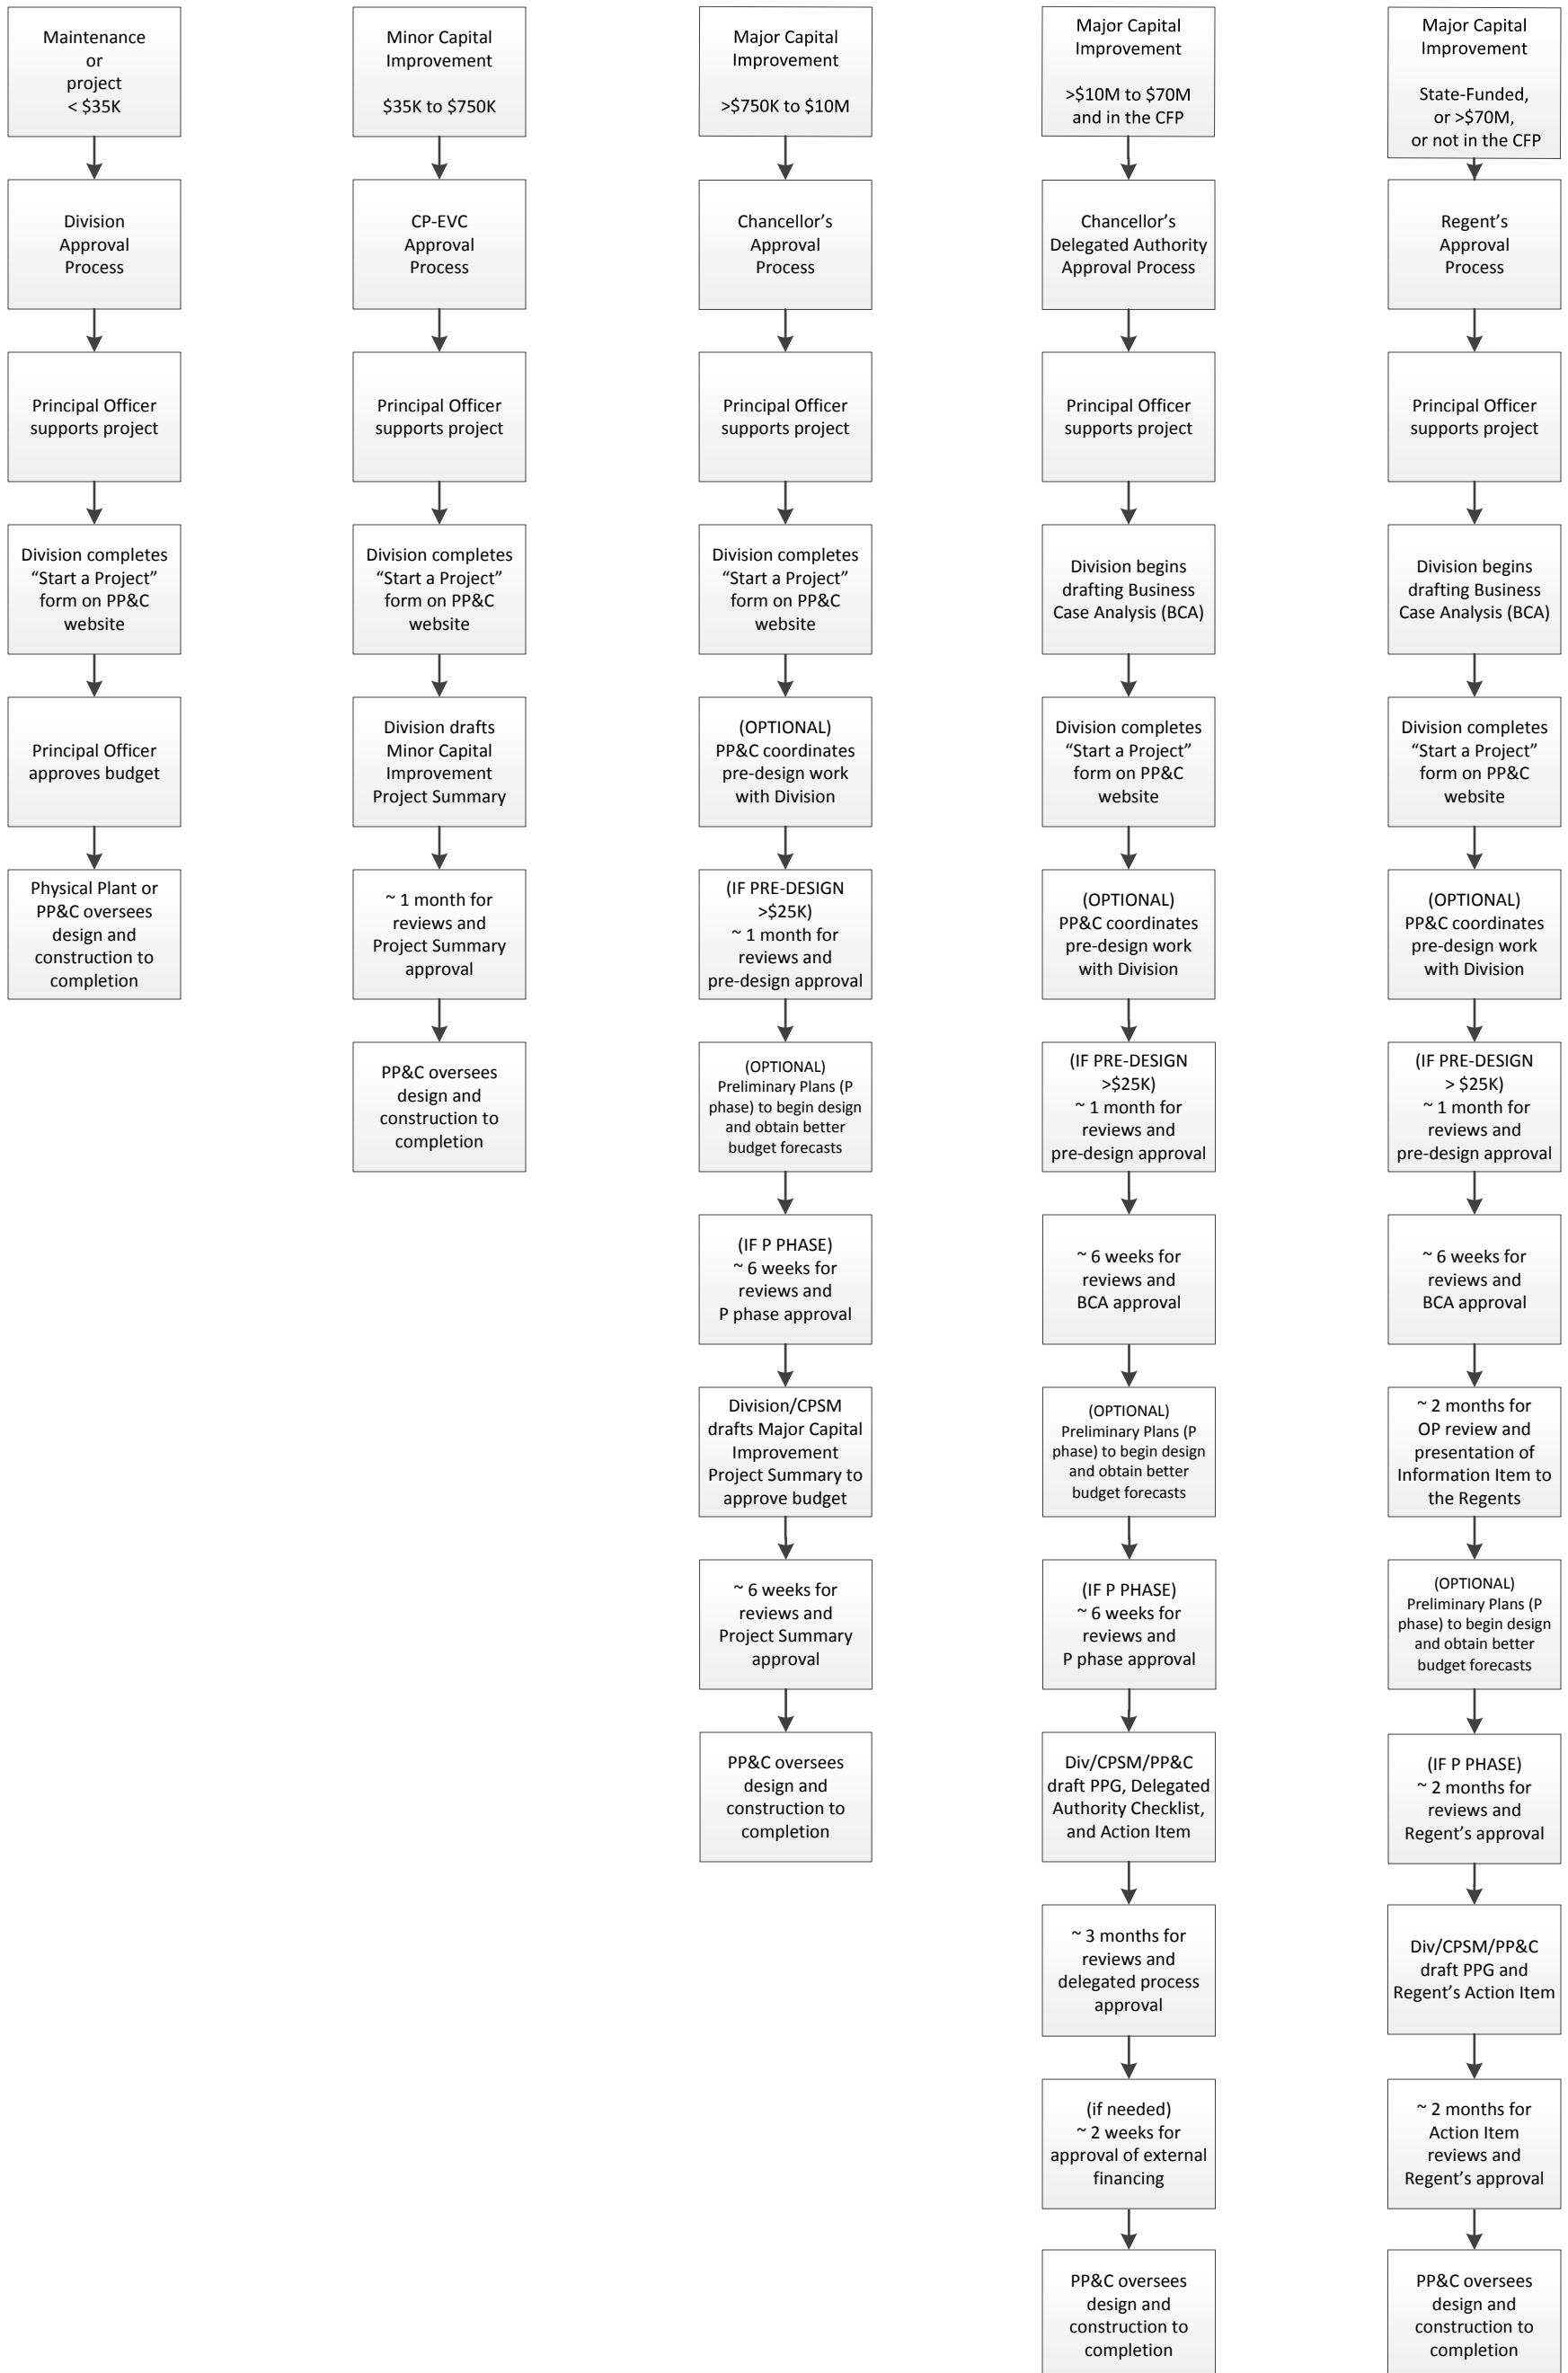 Maintenance
or
project
< $35K
Division
Approval
Process
Principal Officer
supports project
Division completes
“Start a Project”
form on PP&C
website
Principal Officer
approves budget
Physical Plant or
PP&C oversees
design and
construction to
completion
Minor Capital
Improvement
$35K to $750K
CP-EVC
Approval
Process
Principal Officer
supports project
Division completes
“Start a Project”
form on PP&C
website
Division drafts
Minor Capital
Improvement
Project Summary
~ 1 month for
reviews and
Project Summary
approval
PP&C oversees
design and
construction to
completion
Major Capital
Improvement
>$750K to $10M
Chancellor’s
Approval
Process
Principal Officer
supports project
Division completes
“Start a Project”
form on PP&C
website
(OPTIONAL)
PP&C coordinates
pre-design work
with Division
(IF PRE-DESIGN
>$25K)
~ 1 month for
reviews and
pre-design approval
(OPTIONAL)
Preliminary Plans (P
phase) to begin design
and obtain better
budget forecasts
(IF P PHASE)
~ 6 weeks for
reviews and
P phase approval
Division/CPSM
drafts Major Capital
Improvement
Project Summary to
approve budget
~ 6 weeks for
reviews and
Project Summary
approval
PP&C oversees
design and
construction to
completion
Major Capital
Improvement
>$10M to $70M
and in the CFP
Chancellor’s
Delegated Authority
Approval Process
Principal Officer
supports project
Division begins
drafting Business
Case Analysis (BCA)
Division completes
“Start a Project”
form on PP&C
website
(OPTIONAL)
PP&C coordinates
pre-design work
with Division
(IF PRE-DESIGN
>$25K)
~ 1 month for
reviews and
pre-design approval
~ 6 weeks for
reviews and
BCA approval
(OPTIONAL)
Preliminary Plans (P
phase) to begin design
and obtain better
budget forecasts
(IF P PHASE)
~ 6 weeks for
reviews and
P phase approval
Div/CPSM/PP&C
draft PPG, Delegated
Authority Checklist,
and Action Item
~ 3 months for
reviews and
delegated process
approval
(if needed)
~ 2 weeks for
approval of external
financing
PP&C oversees
design and
construction to
completion
Major Capital
Improvement
State-Funded,
or >$70M,
or not in the CFP
Regent’s
Approval
Process
Principal Officer
supports project
Division begins
drafting Business
Case Analysis (BCA)
Division completes
“Start a Project”
form on PP&C
website
(OPTIONAL)
PP&C coordinates
pre-design work
with Division
(IF PRE-DESIGN
> $25K)
~ 1 month for
reviews and
pre-design approval
~ 6 weeks for
reviews and
BCA approval
~ 2 months for
OP review and
presentation of
Information Item to
the Regents
(OPTIONAL)
Preliminary Plans (P
phase) to begin design
and obtain better
budget forecasts
(IF P PHASE)
~ 2 months for
reviews and
Regent’s approval
Div/CPSM/PP&C
draft PPG and
Regent’s Action Item
~ 2 months for
Action Item
reviews and
Regent’s approval
PP&C oversees
design and
construction to
completion